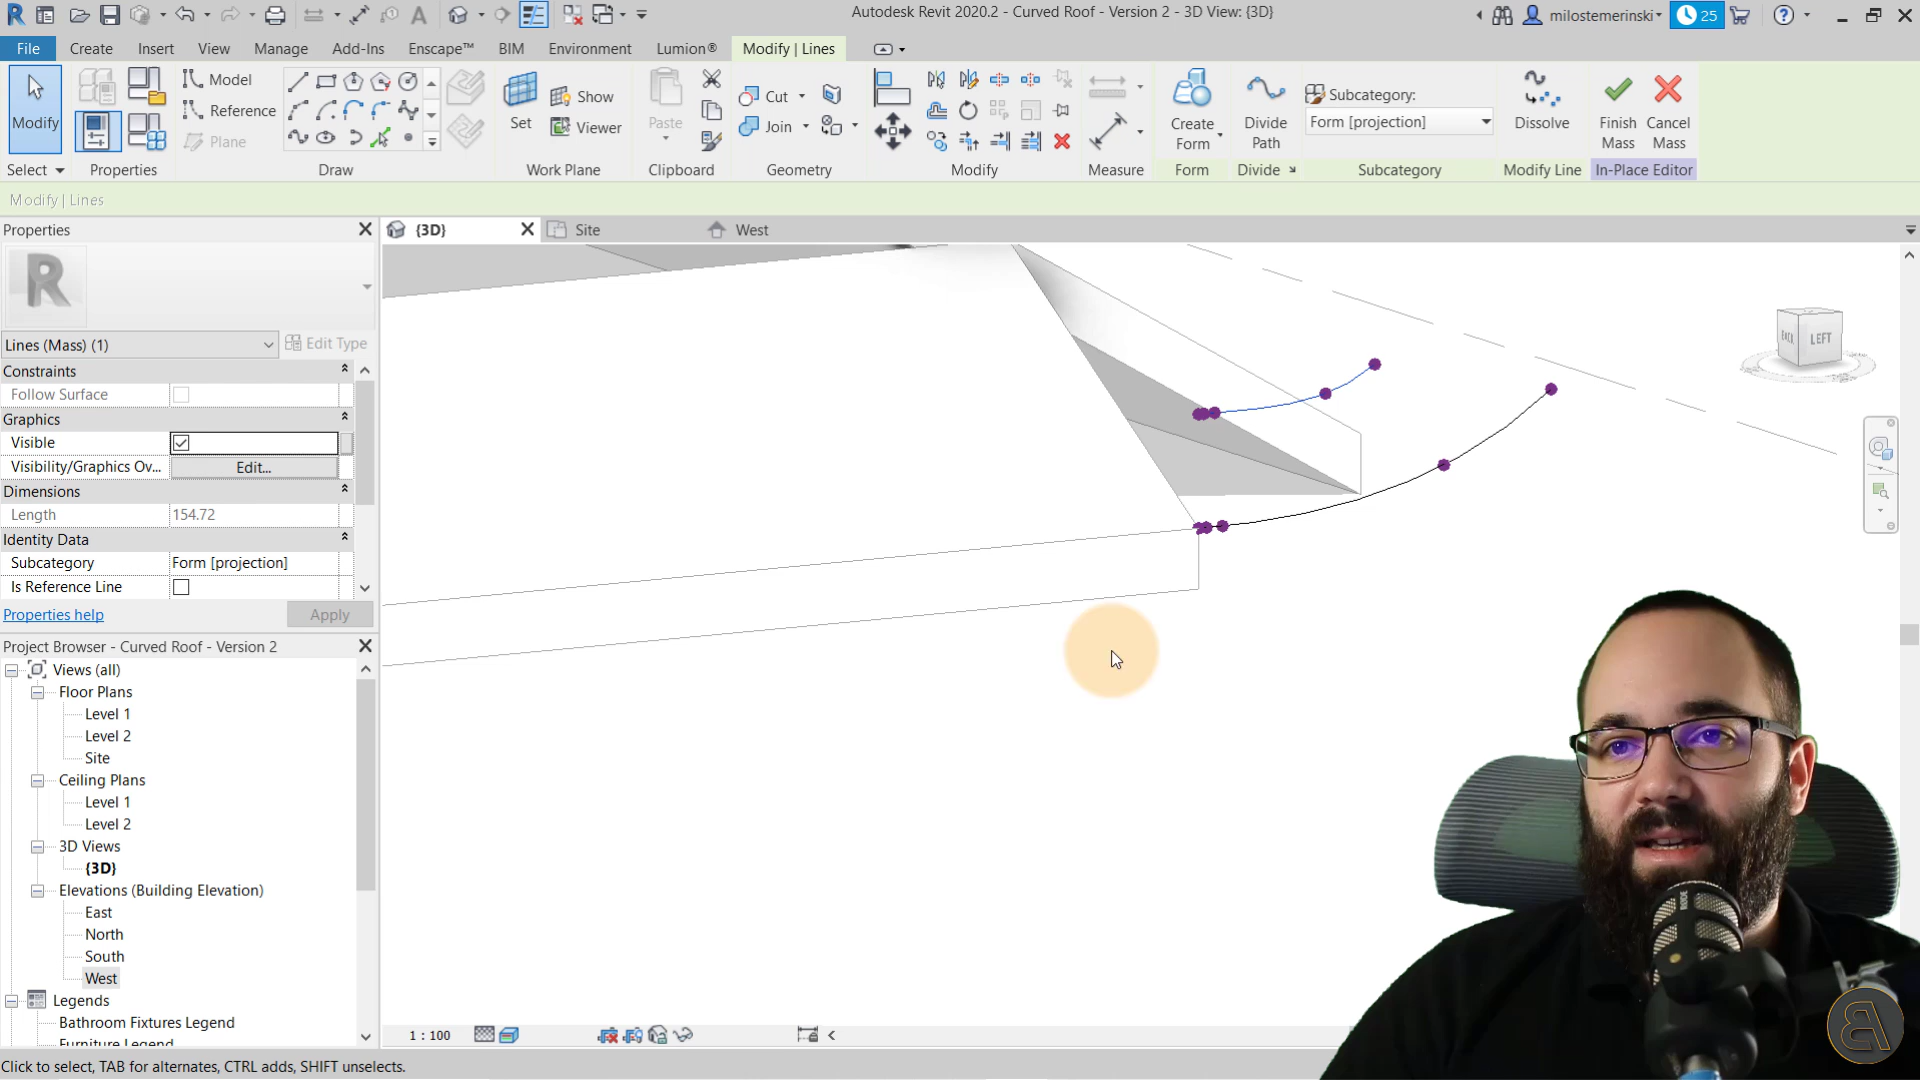 Autodesk Revit 2020.2 - Curved Roof - Version 2 - 3D View: {3D}
milostemerinski
25
File Create Insert View Manage Add-Ins Enscape™ BIM Environment Lumion® Modify | Lines
Modify
Model
Reference
Plane
Set
Show
Viewer
Paste
Cut
Join
Create
Form
Divide
Path
Subcategory:
Form [projection]
Dissolve
Finish
Mass
Cancel
Mass
Select Properties Draw Work Plane Clipboard Geometry Modify Measure Form Divide Subcategory Modify Line In-Place Editor
Modify | Lines
Properties
{3D} Site West
R
Lines (Mass) (1) Edit Type
Constraints
Follow Surface
Graphics
Visible
Visibility/Graphics Ov... Edit...
Dimensions
Length 154.72
Identity Data
Subcategory Form [projection]
Is Reference Line
Properties help Apply
BACK LEFT
Project Browser - Curved Roof - Version 2
Views (all)
Floor Plans
Level 1
Level 2
Site
Ceiling Plans
Level 1
Level 2
3D Views
{3D}
Elevations (Building Elevation)
East
North
South
West
Legends
Bathroom Fixtures Legend
Furniture Legend
1 : 100
RODE
Click to select, TAB for alternates, CTRL adds, SHIFT unselects.